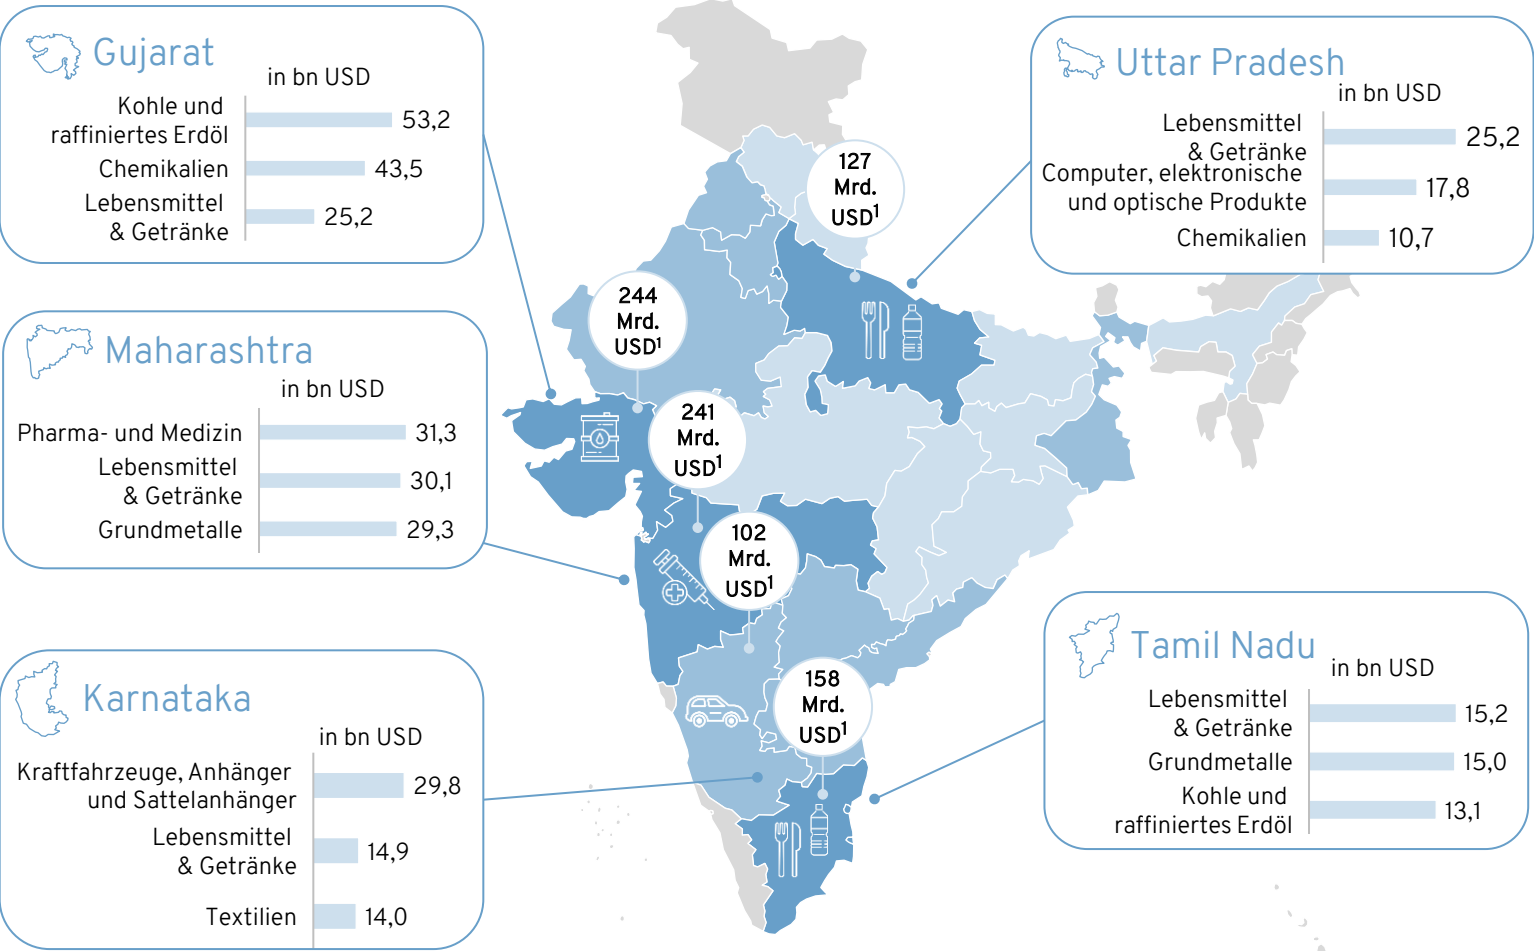 Gujarat
in bn USD
Kohle und
raffiniertes Erdöl
53,2
Chemikalien
43,5
Lebensmittel
& Getränke
25,2
Maharashtra
in bn USD
Pharma- und Medizin
31,3
Lebensmittel
& Getränke
30,1
Grundmetalle
29,3
Karnataka
in bn USD
Kraftfahrzeuge, Anhänger
und Sattelanhänger
29,8
Lebensmittel
& Getränke
14,9
Textilien
14,0
127
Mrd.
USD¹
244
Mrd.
USD¹
241
Mrd.
USD¹
102
Mrd.
USD¹
158
Mrd.
USD¹
Uttar Pradesh
in bn USD
Lebensmittel
& Getränke
25,2
Computer, elektronische
und optische Produkte
17,8
Chemikalien
10,7
Tamil Nadu
in bn USD
Lebensmittel
& Getränke
15,2
Grundmetalle
15,0
Kohle und
raffiniertes Erdöl
13,1